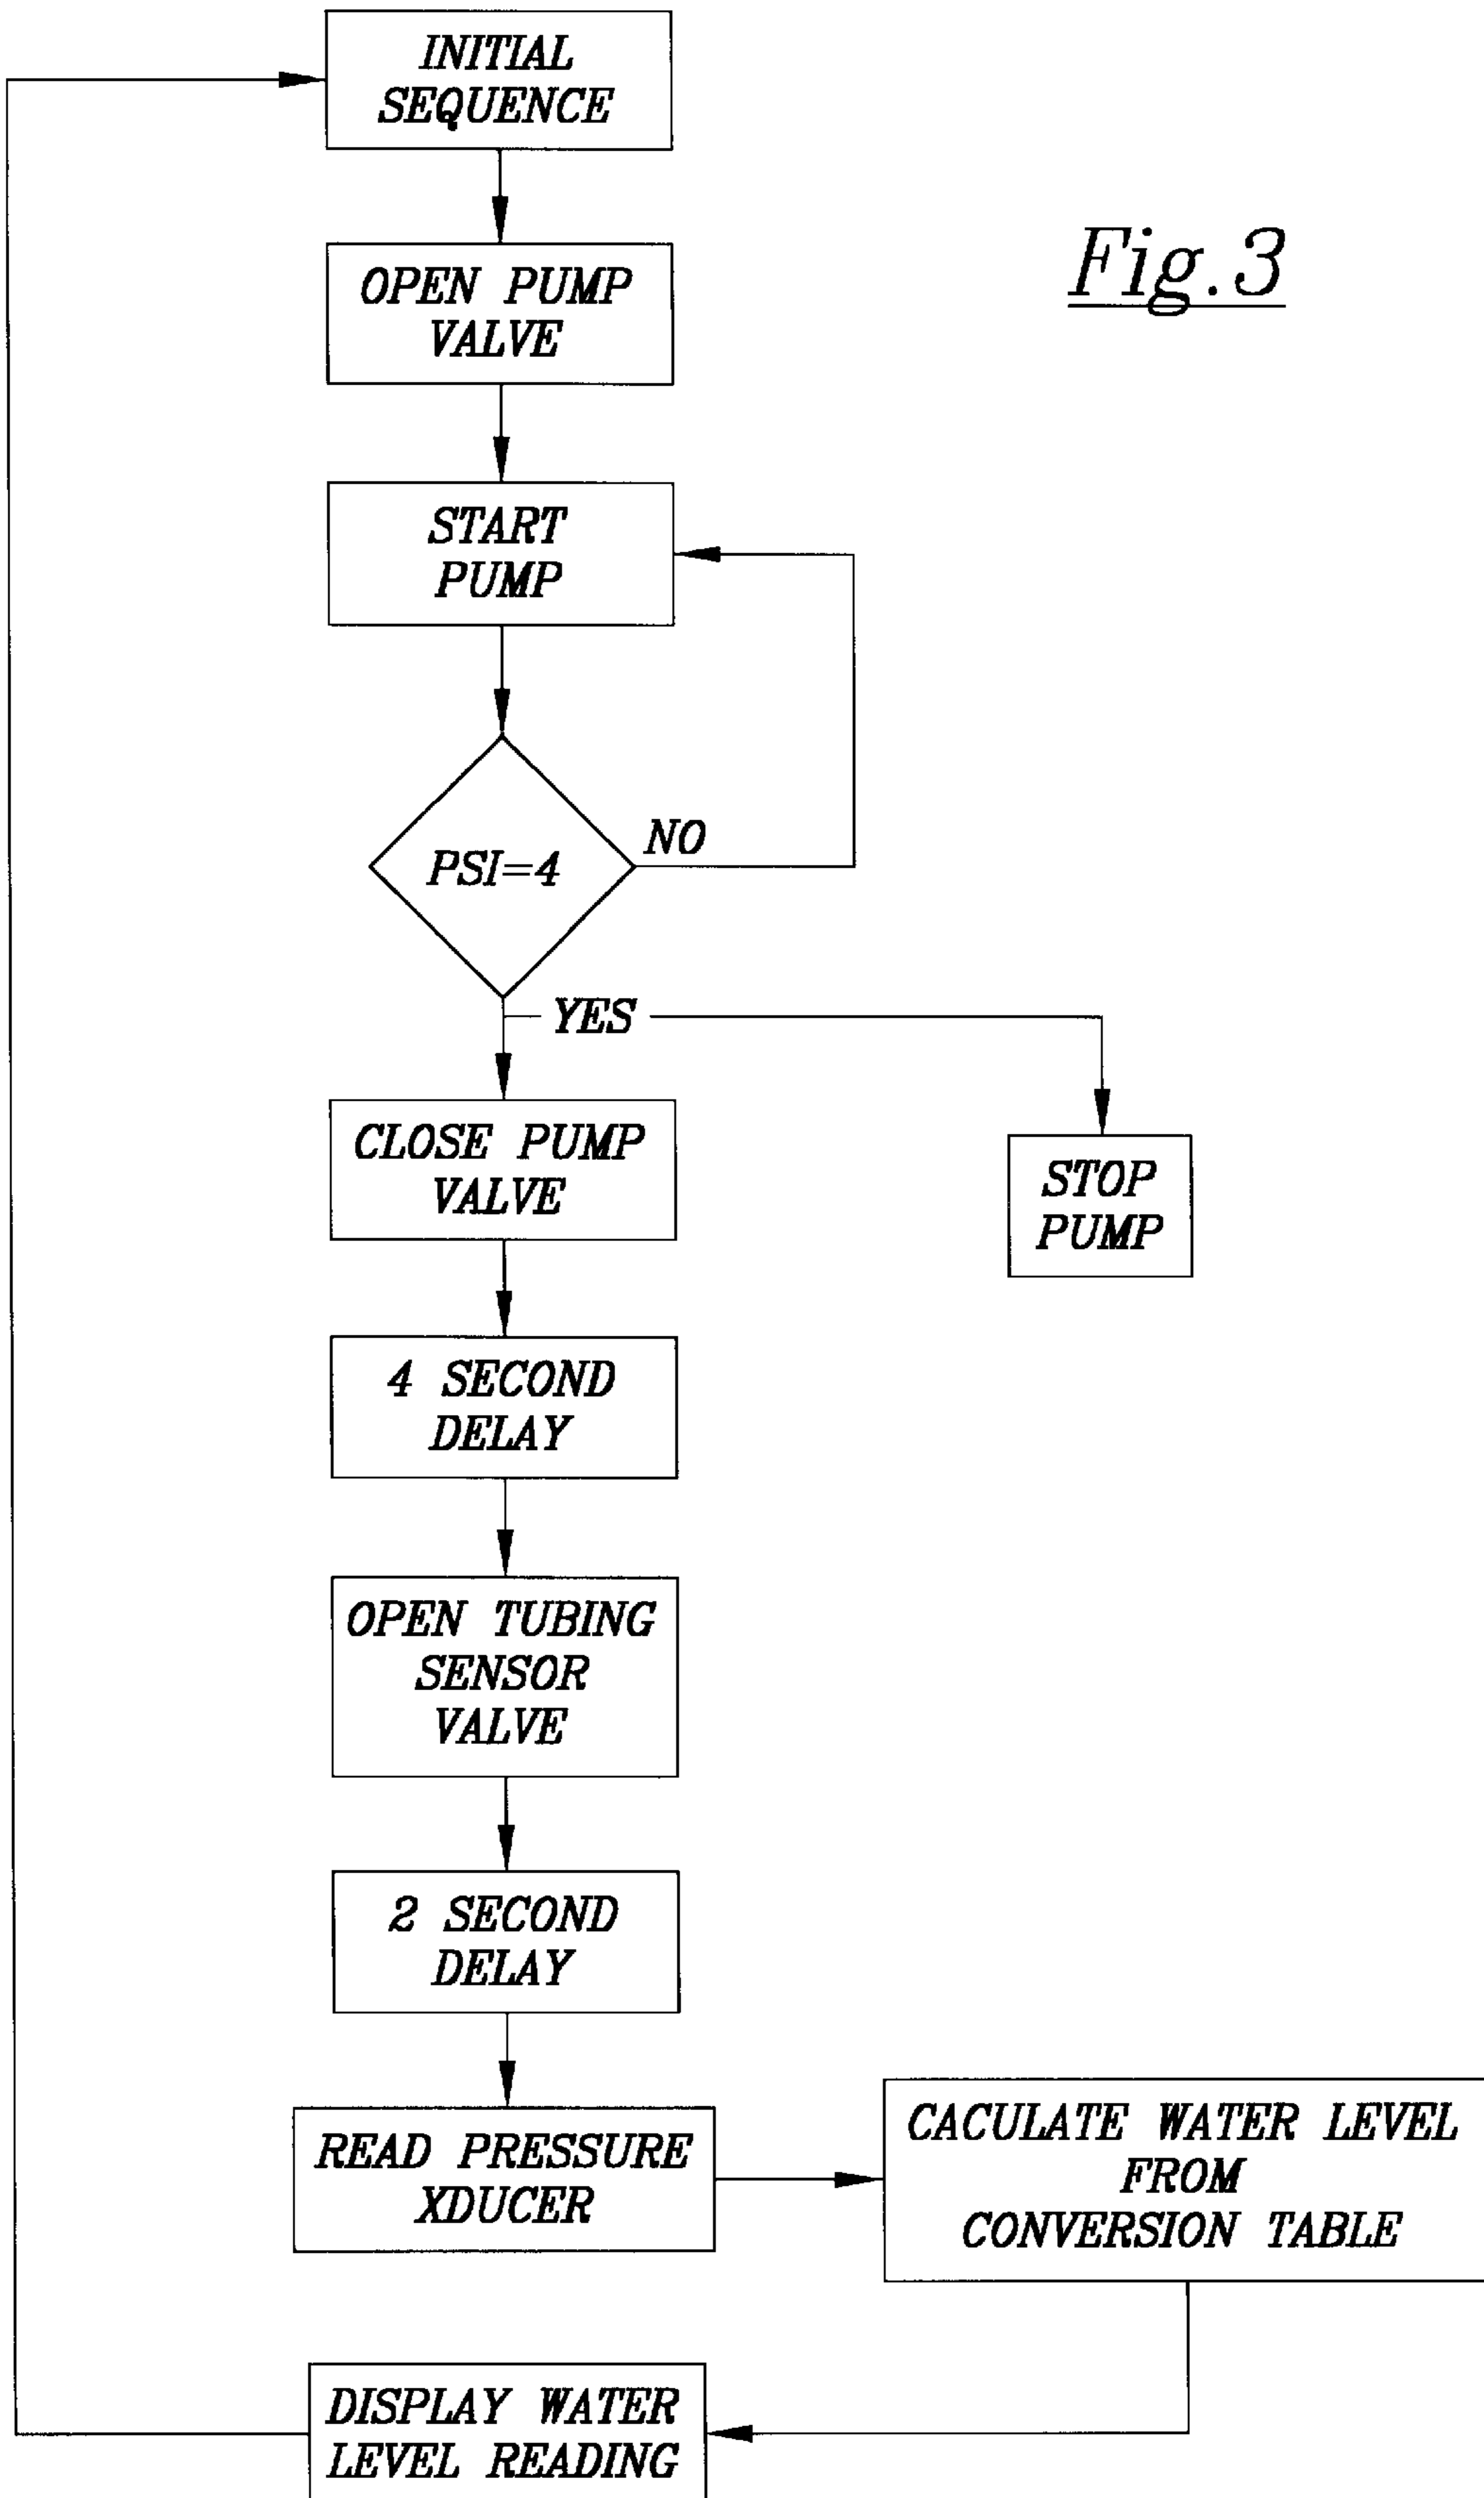 INITIAL
SEQUENCE
Fig.3
OPEN PUMP
VALVE
START
PUMP
NO
PSI=4
YES
CLOSE PUMP
VALVE
STOP
PUMP
4 SECOND
DELAY
OPEN TUBING
SENSOR
VALVE
2 SECOND
DELAY
READ PRESSURE
XDUCER
CACULATE WATER LEVEL
FROM
CONVERSION TABLE
DISPLAY WATER
LEVEL READING